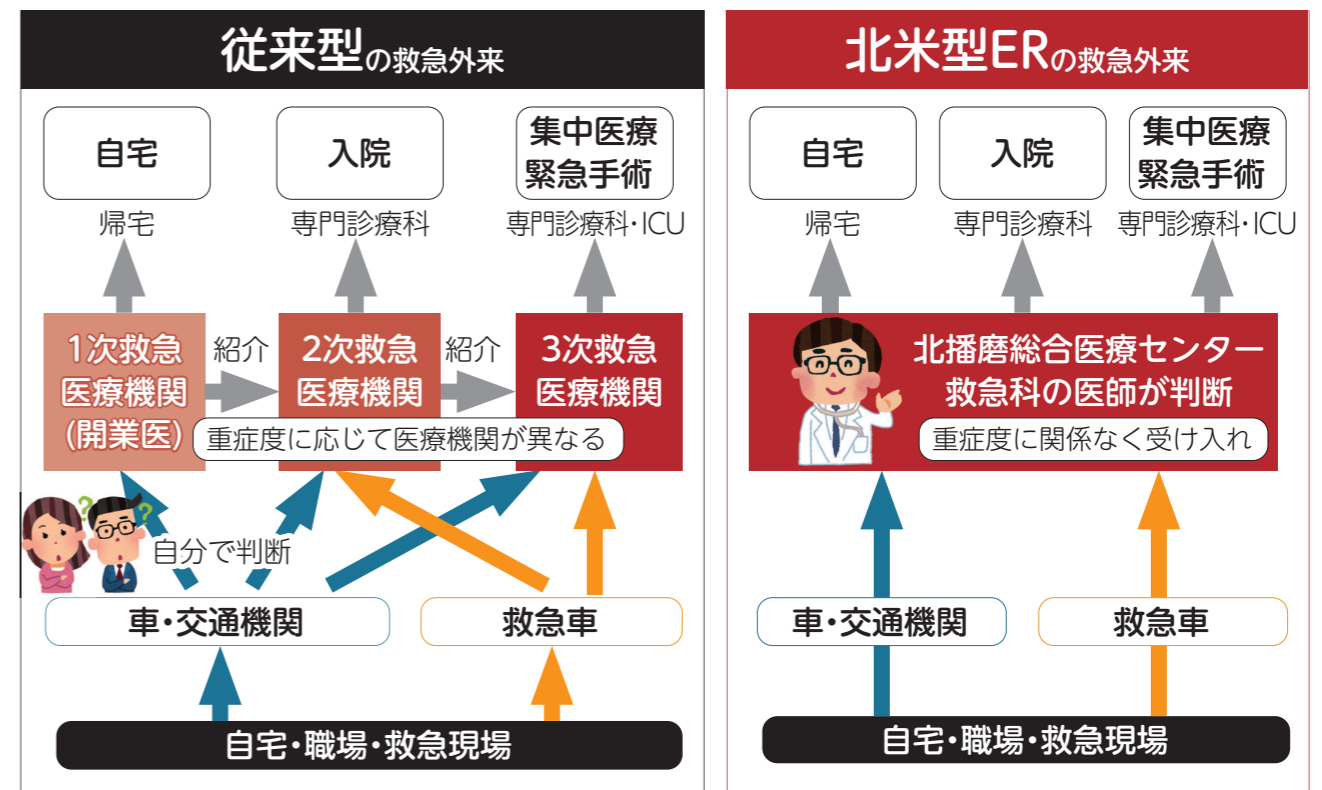 従来型の救急外来
自宅
入院
集中医療
緊急手術
帰宅
専門診療科
専門診療科・ICU
1次救急
医療機関
(開業医)
紹介
2次救急
医療機関
紹介
3次救急
医療機関
重症度に応じて医療機関が異なる
? ?
自分で判断
車・交通機関
救急車
自宅・職場・救急現場
北米型ERの救急外来
自宅
入院
集中医療
緊急手術
帰宅
専門診療科
専門診療科・ICU
北播磨総合医療センター
救急科の医師が判断
重症度に関係なく受け入れ
車・交通機関
救急車
自宅・職場・救急現場